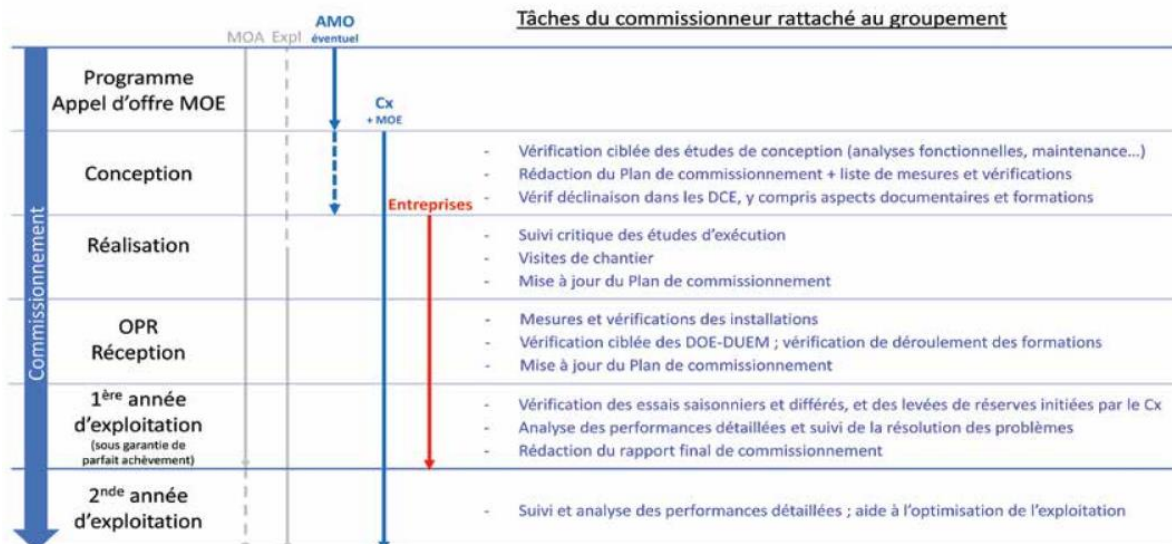 Tâches du commissionneur rattaché au groupement
MOA
Expl
AMO
éventuel
Commissionnement
Programme
Appel d'offre MOE
Cx
+ MOE
Conception
- Vérification ciblée des études de conception (analyses fonctionnelles, maintenance...)
- Rédaction du Plan de commissionnement + liste de mesures et vérifications
- Vérif déclinaison dans les DCE, y compris aspects documentaires et formations
Entreprises
Réalisation
- Suivi critique des études d'exécution
- Visites de chantier
- Mise à jour du Plan de commissionnement
OPR
Réception
- Mesures et vérifications des installations
- Vérification ciblée des DOE-DUEM ; vérification de déroulement des formations
- Mise à jour du Plan de commissionnement
1ère année
d'exploitation
(sous garantie de
parfait achèvement)
- Vérification des essais saisonniers et différés, et des levées de réserves initiées par le Cx
- Analyse des performances détaillées et suivi de la résolution des problèmes
- Rédaction du rapport final de commissionnement
2nde année
d'exploitation
- Suivi et analyse des performances détaillées ; aide à l'optimisation de l'exploitation